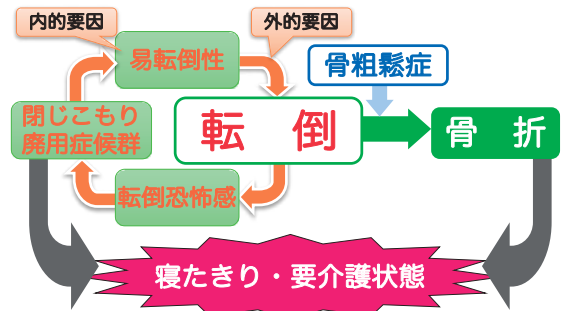 内的要因
外的要因
易転倒性
骨粗鬆症
閉じこもり
廃用症候群
転　倒
骨　折
転倒恐怖感
寝たきり・要介護状態